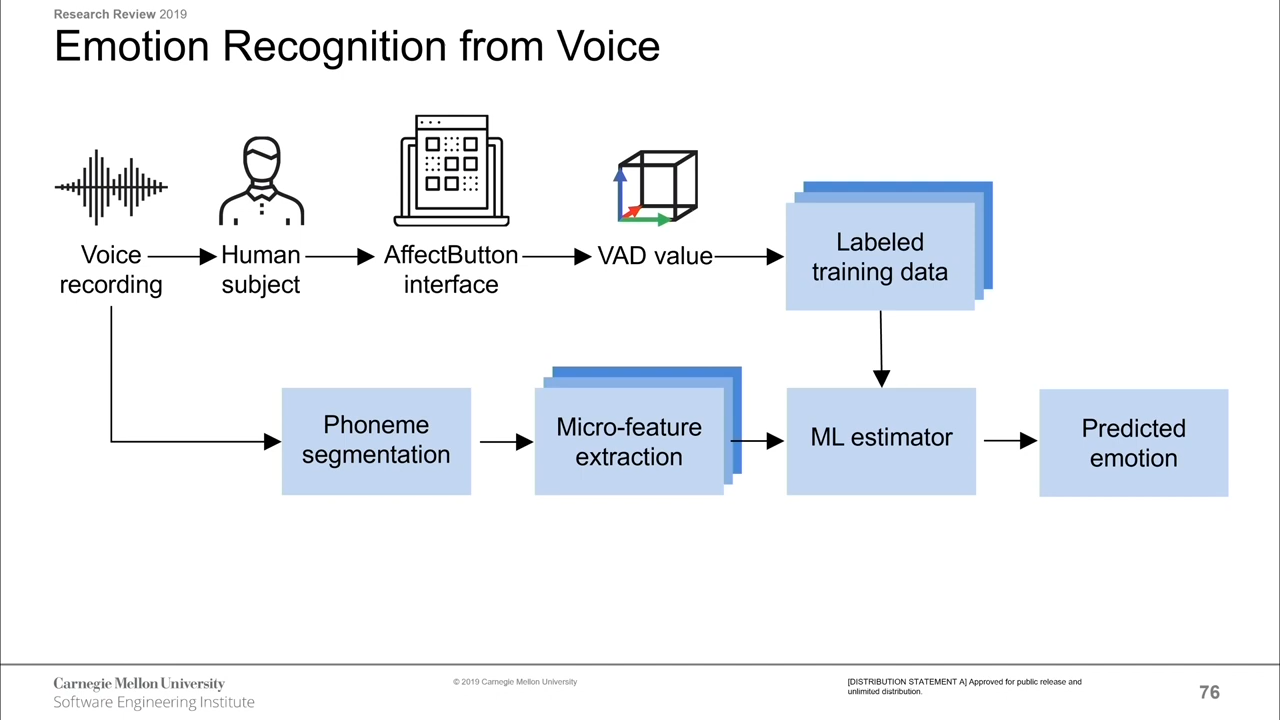 Research Review 2019
Emotion Recognition from Voice
Voice
recording
Human
subject
AffectButton
interface
VAD value
Labeled
training data
Phoneme
segmentation
Micro-feature
extraction
ML estimator
Predicted
emotion
Carnegie Mellon University
Software Engineering Institute
© 2019 Carnegie Mellon University
[DISTRIBUTION STATEMENT A] Approved for public release and
unlimited distribution.
76